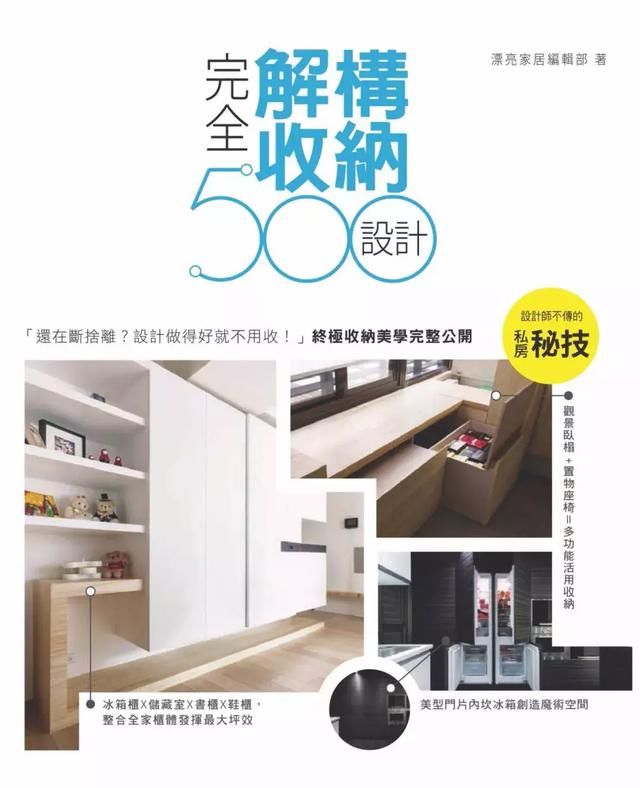 漂亮家居編輯部 著
完全
解構
收納
500設計
設計師不傳的
私房秘技
「還在斷捨離？設計做得好就不用收！」終極收納美學完整公開
觀景臥榻+置物座椅=多功能活用收納
冰箱櫃X儲藏室X書櫃X鞋櫃，
整合全家櫃體發揮最大坪效
美型門片內坎冰箱創造魔術空間